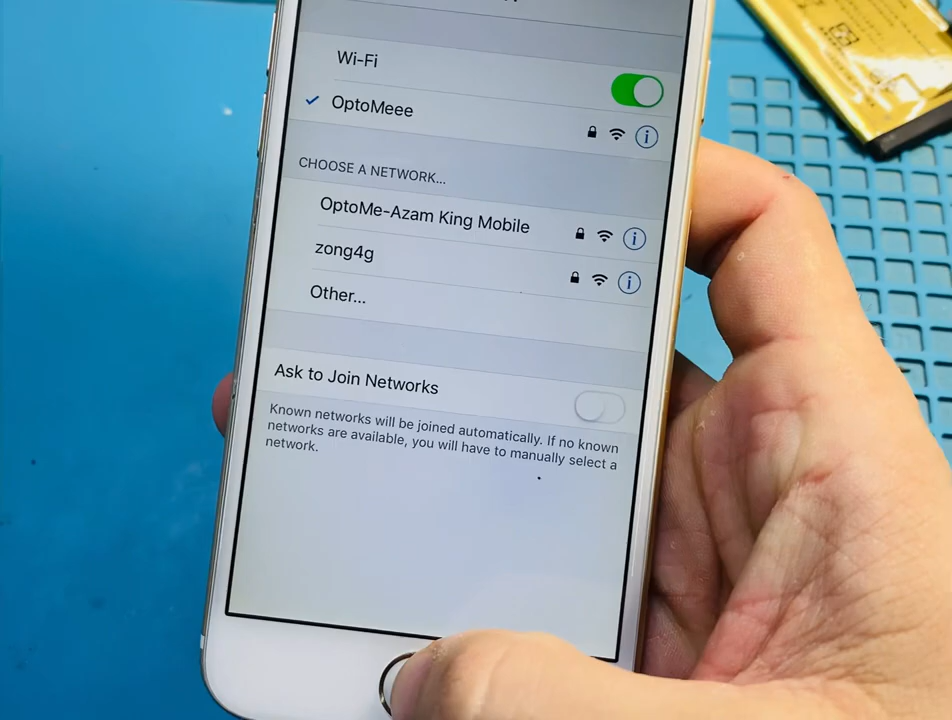 Wi-Fi
OptoMeee
CHOOSE A NETWORK...
OptoMe-Azam King Mobile
zong4g
Other...
Ask to Join Networks
Known networks will be joined automatically. If no known
networks are available, you will have to manually select a
network.